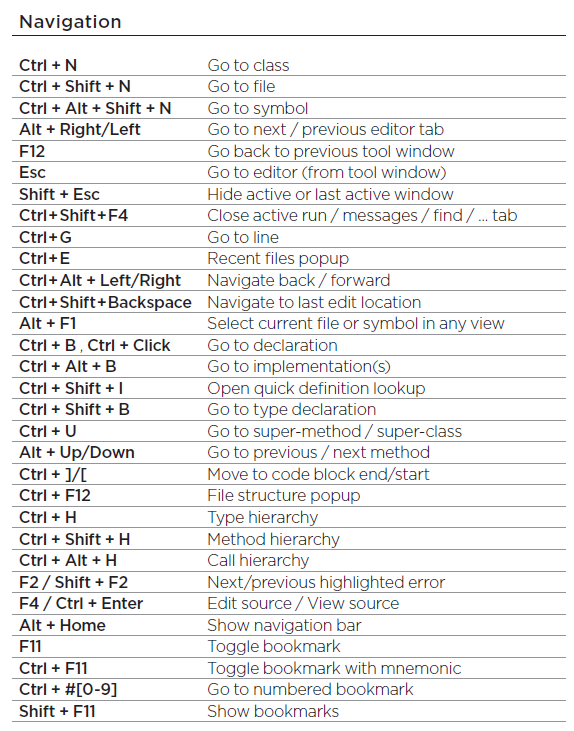 Navigation
Ctrl + N Go to class
Ctrl + Shift + N Go to file
Ctrl + Alt + Shift + N Go to symbol
Alt + Right/Left Go to next / previous editor tab
F12 Go back to previous tool window
Esc Go to editor (from tool window)
Shift + Esc Hide active or last active window
Ctrl+Shift+F4 Close active run / messages / find / ... tab
Ctrl+G Go to line
Ctrl+E Recent files popup
Ctrl+Alt + Left/Right Navigate back / forward
Ctrl+Shift+Backspace Navigate to last edit location
Alt + F1 Select current file or symbol in any view
Ctrl + B , Ctrl + Click Go to declaration
Ctrl + Alt + B Go to implementation(s)
Ctrl + Shift + I Open quick definition lookup
Ctrl + Shift + B Go to type declaration
Ctrl + U Go to super-method / super-class
Alt + Up/Down Go to previous / next method
Ctrl + ]/[ Move to code block end/start
Ctrl + F12 File structure popup
Ctrl + H Type hierarchy
Ctrl + Shift + H Method hierarchy
Ctrl + Alt + H Call hierarchy
F2 / Shift + F2 Next/previous highlighted error
F4 / Ctrl + Enter Edit source / View source
Alt + Home Show navigation bar
F11 Toggle bookmark
Ctrl + F11 Toggle bookmark with mnemonic
Ctrl + #[0-9] Go to numbered bookmark
Shift + F11 Show bookmarks